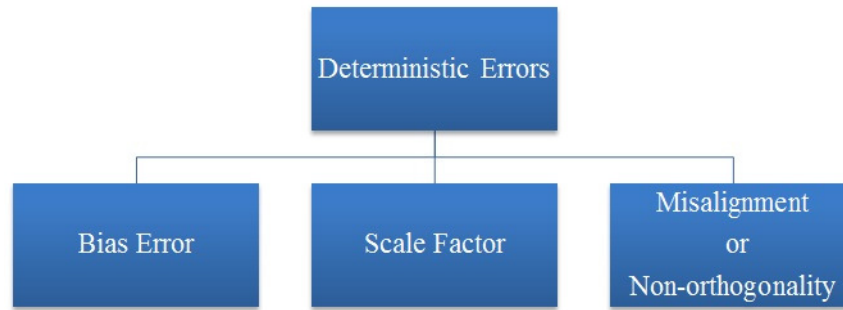 Deterministic Errors
Bias Error
Scale Factor
Misalignment
or
Non-orthogonality